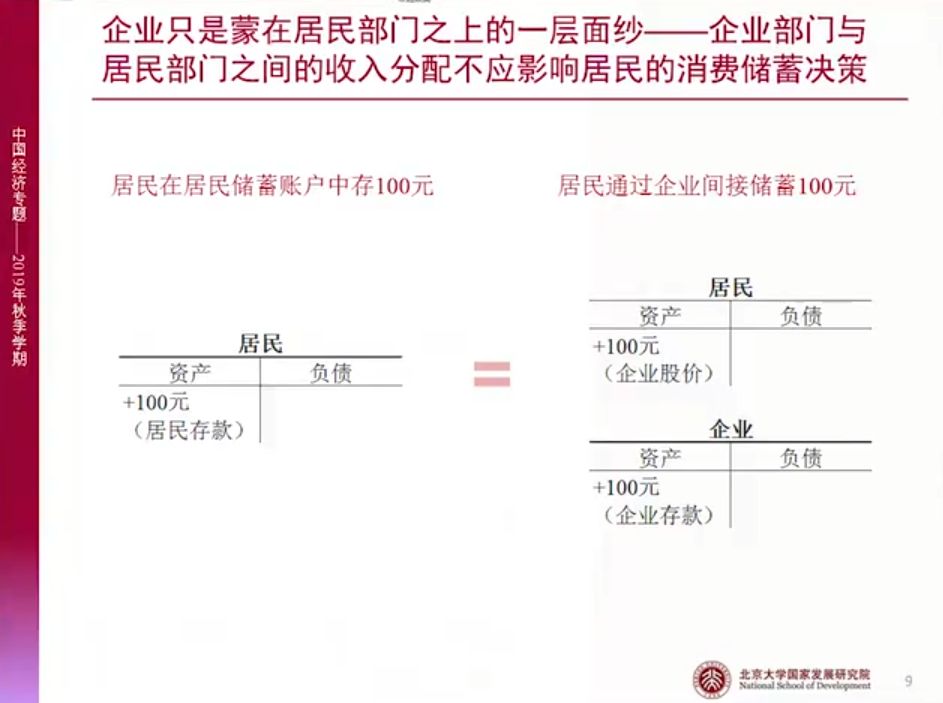 企业只是蒙在居民部门之上的一层面纱——企业部门与
居民部门之间的收入分配不应影响居民的消费储蓄决策
中国经济专题——2019年秋季学期
居民在居民储蓄账户中存100元
居民
资产 负债
+100元
（居民存款）
=
居民通过企业间接储蓄100元
居民
资产 负债
+100元
（企业股价）
企业
资产 负债
+100元
（企业存款）
北京大学国家发展研究院
National School of Development
9